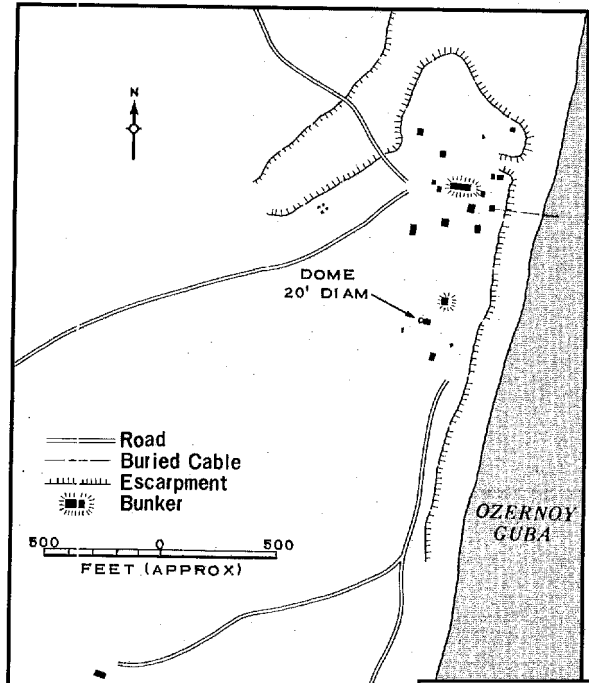 N
DOME
20' DIAM
Road
Buried Cable
Escarpment
Bunker
500 0 500
FEET (APPROX)
OZERNOY
GUBA